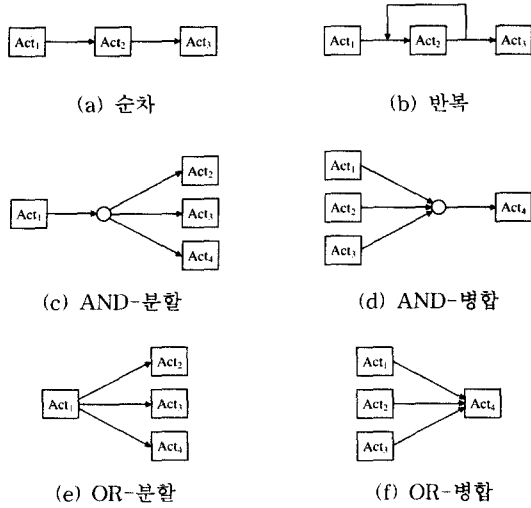 Act₁ Act₂ Act₃
(a) 순차
Act₁ Act₂ Act₃
(b) 반복
Act₁
Act₂
Act₃
Act₄
(c) AND-분할
Act₁
Act₂
Act₃
Act₄
(d) AND-병합
Act₁
Act₂
Act₃
Act₄
(e) OR-분할
Act₁
Act₂
Act₃
Act₄
(f) OR-병합